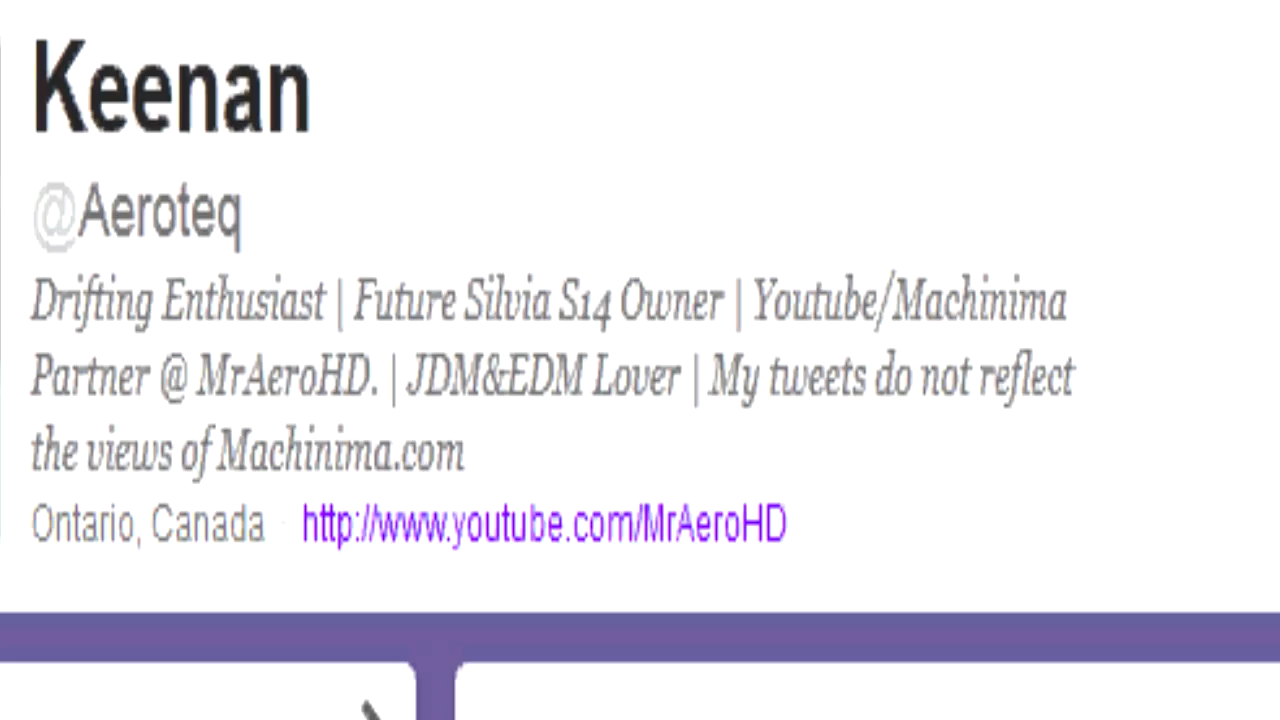 Keenan
@Aeroteq
Drifting Enthusiast | Future Silvia S14 Owner | Youtube/Machinima
Partner @ MrAeroHD. | JDM&EDM Lover | My tweets do not reflect
the views of Machinima.com
Ontario, Canada · http://www.youtube.com/MrAeroHD